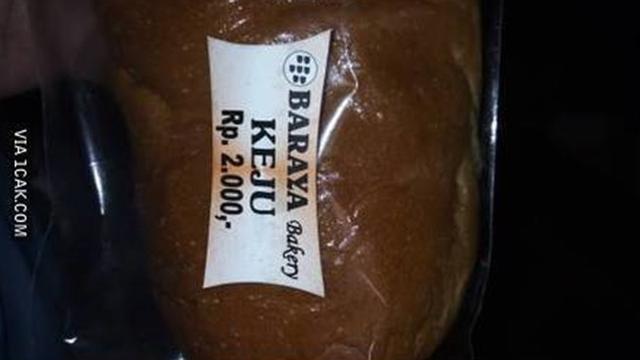 BARAYA Bakery
KEJU
Rp. 2.000,-
VIA 1CAK.COM